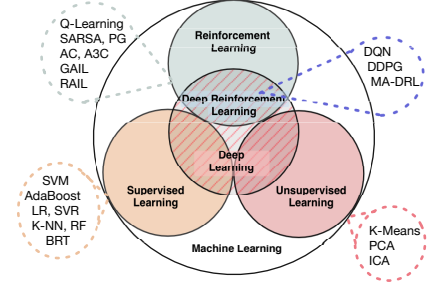 Q-Learning
SARSA, PG
AC, A3C
GAIL
RAIL
Reinforcement
Learning
DQN
DDPG
MA-DRL
Deep Reinforcement
Learning
Deep
Learning
SVM
AdaBoost
LR, SVR
K-NN, RF
BRT
Supervised
Learning
Unsupervised
Learning
K-Means
PCA
ICA
Machine Learning